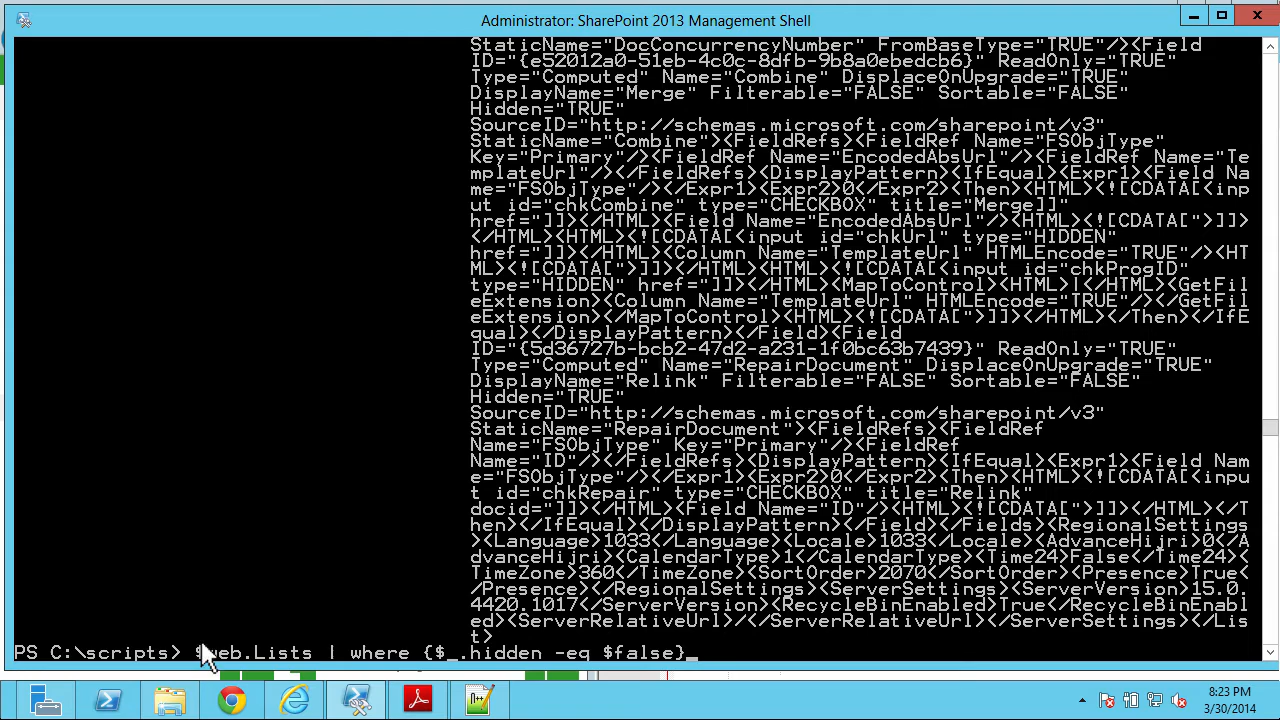 Administrator: SharePoint 2013 Management Shell
StaticName="DocConcurrencyNumber" FromBaseType="TRUE"/><Field
ID="{e52012a0-51eb-4c0c-8dfb-9b8a0ebedcb6}" ReadOnly="TRUE"
Type="Computed" Name="Combine" DisplaceOnUpgrade="TRUE"
DisplayName="Merge" Filterable="FALSE" Sortable="FALSE"
Hidden="TRUE"
SourceID="http://schemas.microsoft.com/sharepoint/v3"
StaticName="Combine"><FieldRefs><FieldRef Name="FSObjType"
Key="Primary"/><FieldRef Name="EncodedAbsUrl"/><FieldRef Name="Te
mplateUrl"/></FieldRefs><DisplayPattern><IfEqual><Expr1><Field Na
me="FSObjType"/></Expr1><Expr2>0</Expr2><Then><HTML><![CDATA[<inp
ut id="chkCombine" type="CHECKBOX" title="Merge]]"
href="]]></HTML><Field Name="EncodedAbsUrl"/><HTML><![CDATA[">]]>
</HTML><HTML><![CDATA[<input id="chkUrl" type="HIDDEN"
href="]]></HTML><Column Name="TemplateUrl" HTMLEncode="TRUE"/><HT
ML><![CDATA[">]]></HTML><HTML><![CDATA[<input id="chkProgID"
type="HIDDEN" href="]]></HTML><MapToControl><HTML>|</HTML><GetFil
eExtension><Column Name="TemplateUrl" HTMLEncode="TRUE"/></GetFil
eExtension></MapToControl><HTML><![CDATA[">]]></HTML></Then></IfE
qual></DisplayPattern></Field><Field
ID="{5d36727b-bcb2-47d2-a231-1f0bc63b7439}" ReadOnly="TRUE"
Type="Computed" Name="RepairDocument" DisplaceOnUpgrade="TRUE"
DisplayName="Relink" Filterable="FALSE" Sortable="FALSE"
Hidden="TRUE"
SourceID="http://schemas.microsoft.com/sharepoint/v3"
StaticName="RepairDocument"><FieldRefs><FieldRef
Name="FSObjType" Key="Primary"/><FieldRef
Name="ID"/></FieldRefs><DisplayPattern><IfEqual><Expr1><Field Nam
e="FSObjType"/></Expr1><Expr2>0</Expr2><Then><HTML><![CDATA[<inpu
t id="chkRepair" type="CHECKBOX" title="Relink"
docid="]]></HTML><Field Name="ID"/><HTML><![CDATA[">]]></HTML></T
hen></IfEqual></DisplayPattern></Field></Fields><RegionalSettings
><Language>1033</Language><Locale>1033</Locale><AdvanceHijri>0</A
dvanceHijri><CalendarType>1</CalendarType><Time24>False</Time24><
TimeZone>360</TimeZone><SortOrder>2070</SortOrder><Presence>True<
/Presence></RegionalSettings><ServerSettings><ServerVersion>15.0.
4420.1017</ServerVersion><RecycleBinEnabled>True</RecycleBinEnabl
ed><ServerRelativeUrl>/</ServerRelativeUrl></ServerSettings></Lis
t>
PS C:\scripts> $web.Lists | where {$_.hidden -eq $false}_
8:23 PM
3/30/2014